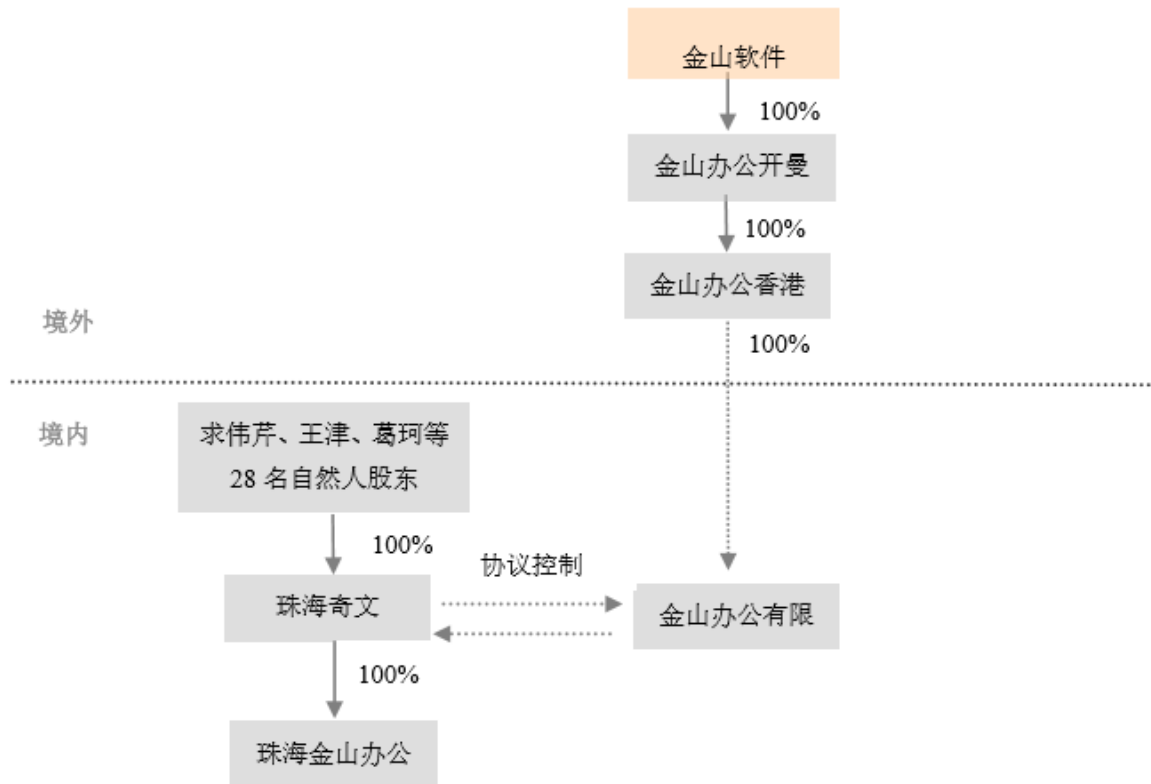 金山软件
100%
金山办公开曼
100%
金山办公香港
境外
100%
境内
求伟芹、王津、葛珂等
28 名自然人股东
100%
协议控制
珠海奇文
金山办公有限
100%
珠海金山办公